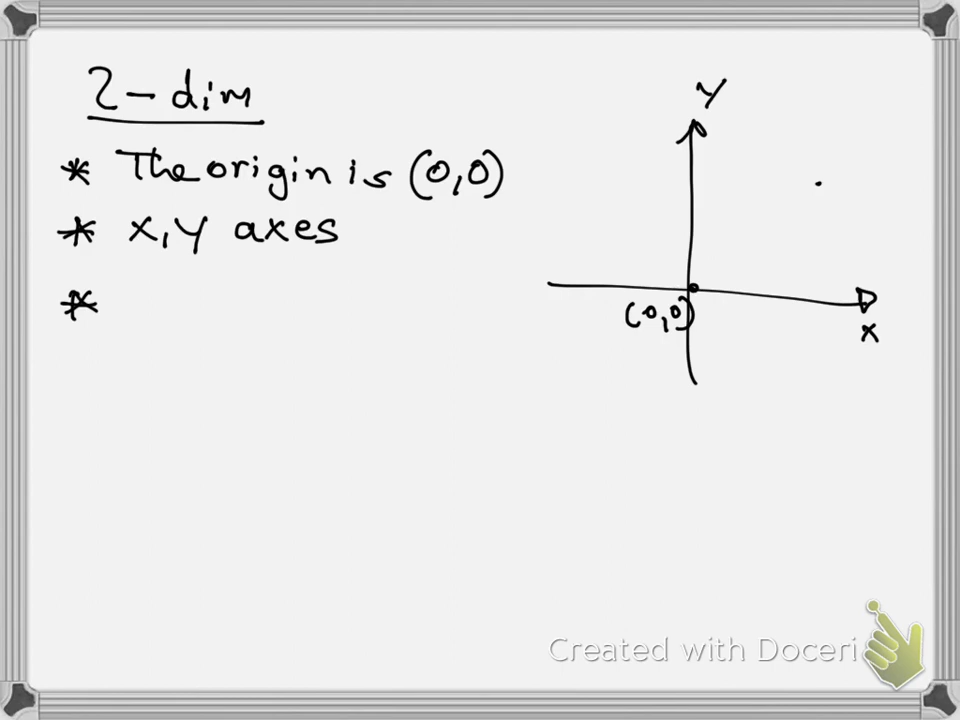 2-dim
* The origin is (0,0)
* X,Y axes
*
Y
(0,0)
X
Created with Doceri